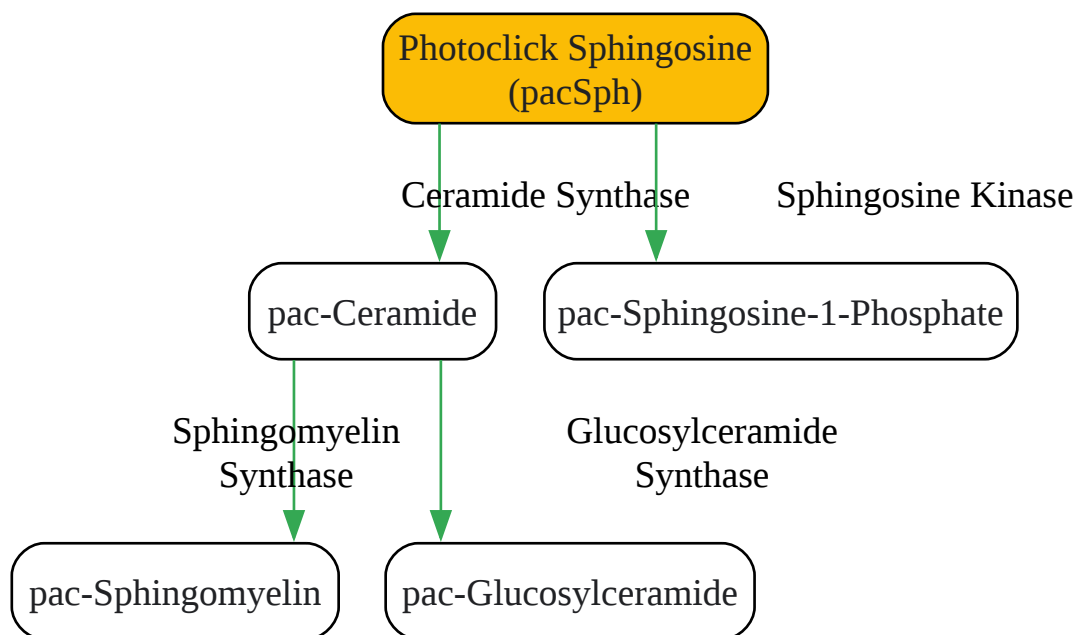 Photoclick Sphingosine
(pacSph)
Ceramide Synthase
Sphingosine Kinase
pac-Ceramide
pac-Sphingosine-1-Phosphate
Sphingomyelin
Synthase
Glucosylceramide
Synthase
pac-Sphingomyelin
pac-Glucosylceramide